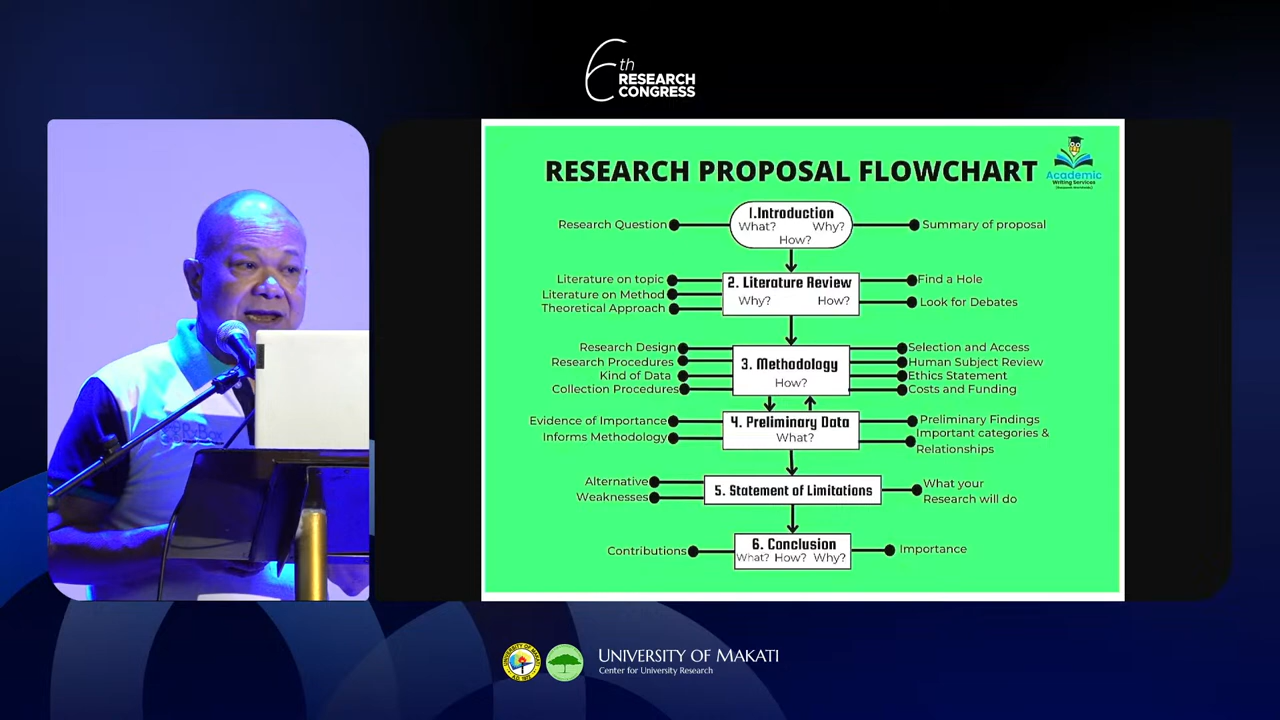 6th
RESEARCH
CONGRESS
RESEARCH PROPOSAL FLOWCHART
Academic
Writing Services
1.Introduction
What? Why?
How?
Research Question
Summary of proposal
2. Literature Review
Why? How?
Literature on topic
Literature on Method
Theoretical Approach
Find a Hole
Look for Debates
3. Methodology
How?
Research Design
Research Procedures
Kind of Data
Collection Procedures
Selection and Access
Human Subject Review
Ethics Statement
Costs and Funding
4. Preliminary Data
What?
Evidence of Importance
Informs Methodology
Preliminary Findings
Important categories &
Relationships
5. Statement of Limitations
Alternative
Weaknesses
What your
Research will do
6. Conclusion
What? How? Why?
Contributions
Importance
RxBox
UNIVERSITY OF MAKATI
UNIVERSITY OF MAKATI
Center for University Research